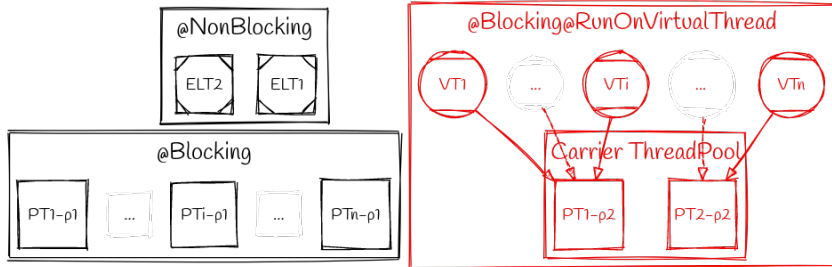 @NonBlocking
ELT2 ELT1
@Blocking
PT1-p1 ... PTi-p1 ... PTn-p1
@Blocking@RunOnVirtualThread
VT1 ... VTi ... VTn
Carrier ThreadPool
PT1-p2 PT2-p2